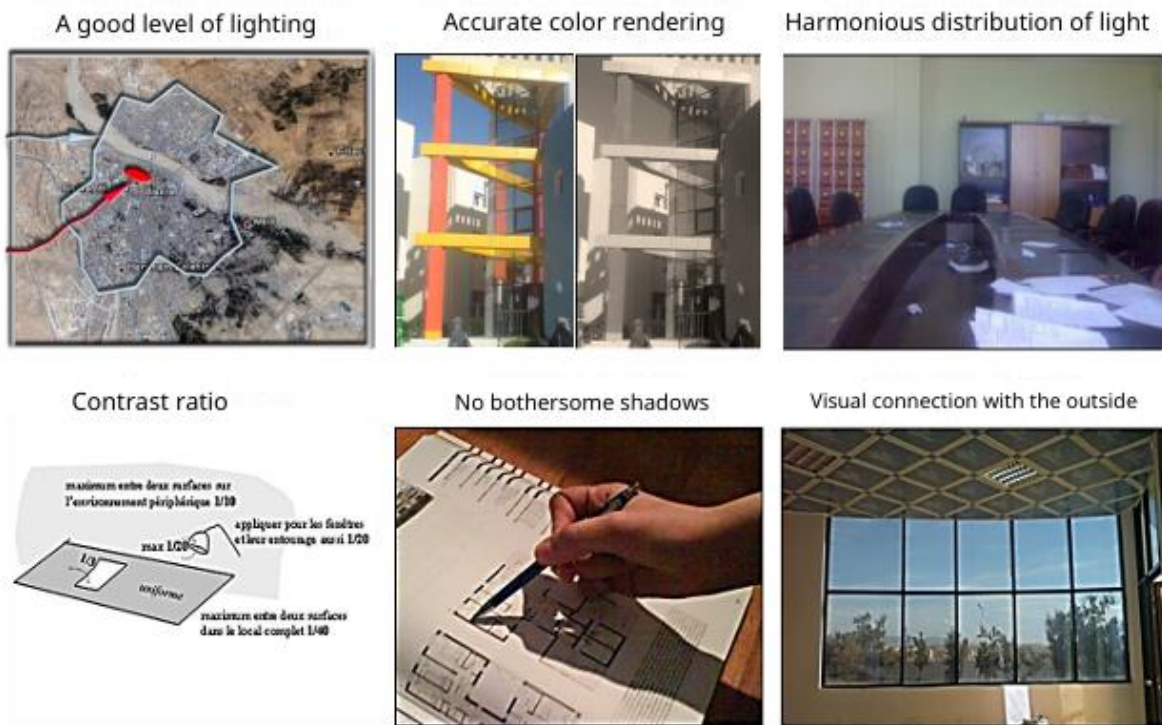 A good level of lighting
Accurate color rendering
Harmonious distribution of light
Contrast ratio
No bothersome shadows
Visual connection with the outside
maximum entre deux surfaces sur
l'environnement périphérique 1/10
appliquer pour les fenêtres
et leur entourage aussi 1/20
max 1/20
1/3
uniforme
maximum entre deux surfaces
dans le local complet 1/40